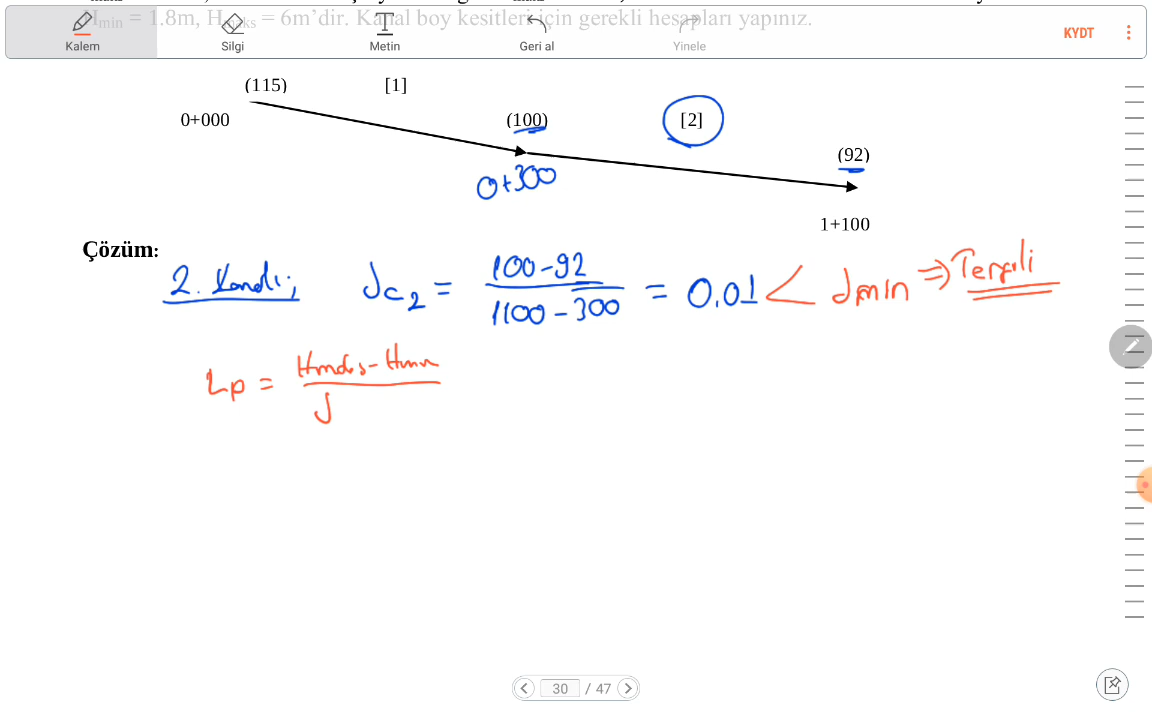 Hmin = 1.8m, H ks = 6m'dir. Kanal boy kesitleri için gerekli hesapları yapınız.
Kalem Silgi Metin Geri al Yinele KYDT
(115) [1]
0+000 (100) [2]
(92)
0+300
1+100
Çözüm:
2. Kanal; Jc2 = 100-92 / 1100-300 = 0.01 < Jmin => Terfili
Lp = Hmaks-Hmin / J
30 / 47